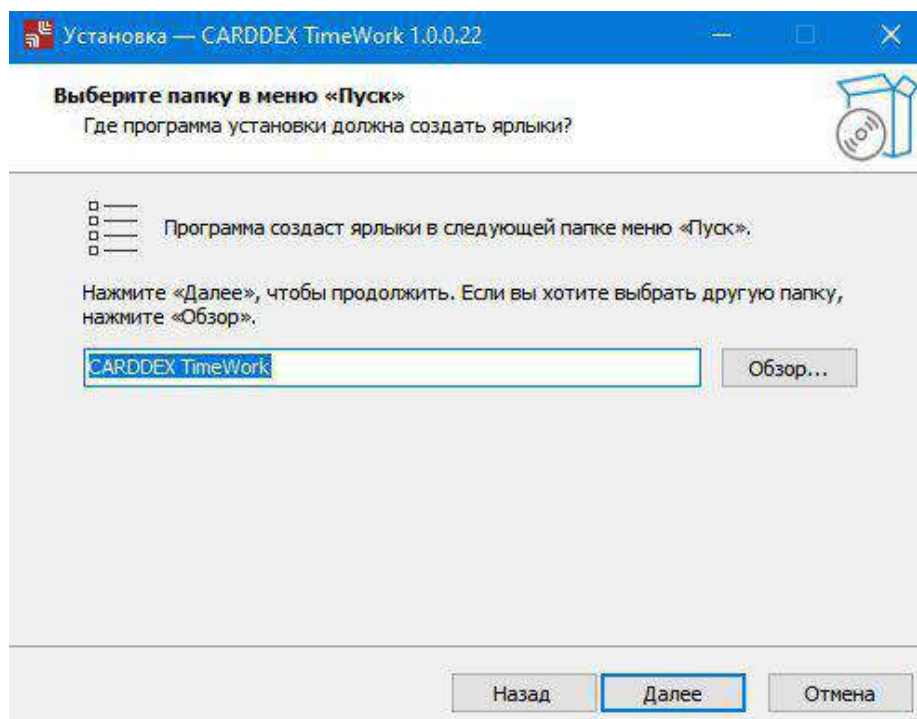 Установка — CARDDEX TimeWork 1.0.0.22
Выберите папку в меню «Пуск»
Где программа установки должна создать ярлыки?
Программа создаст ярлыки в следующей папке меню «Пуск».
Нажмите «Далее», чтобы продолжить. Если вы хотите выбрать другую папку,
нажмите «Обзор».
CARDDEX TimeWork
Обзор...
Назад
Далее
Отмена